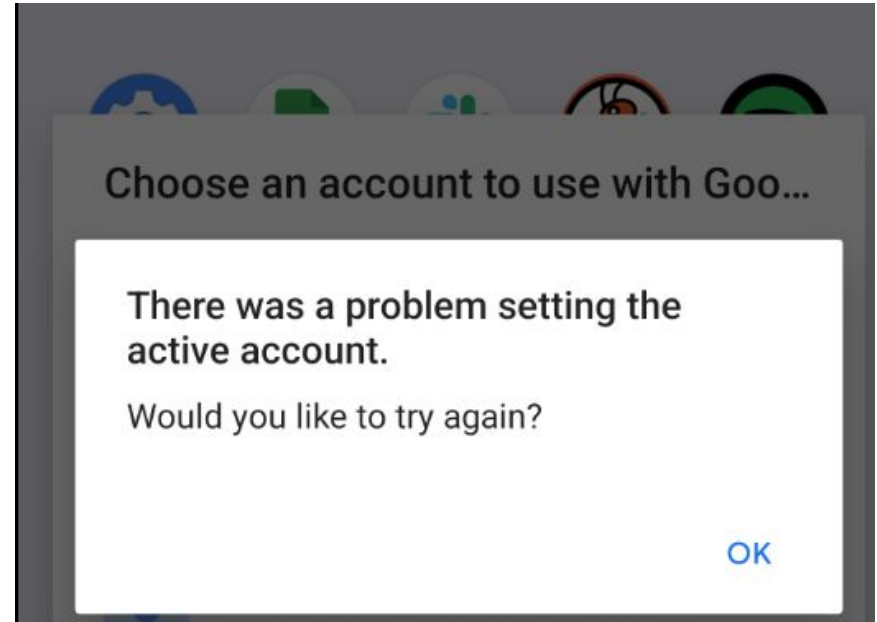 Choose an account to use with Goo...
There was a problem setting the
active account.
Would you like to try again?
OK